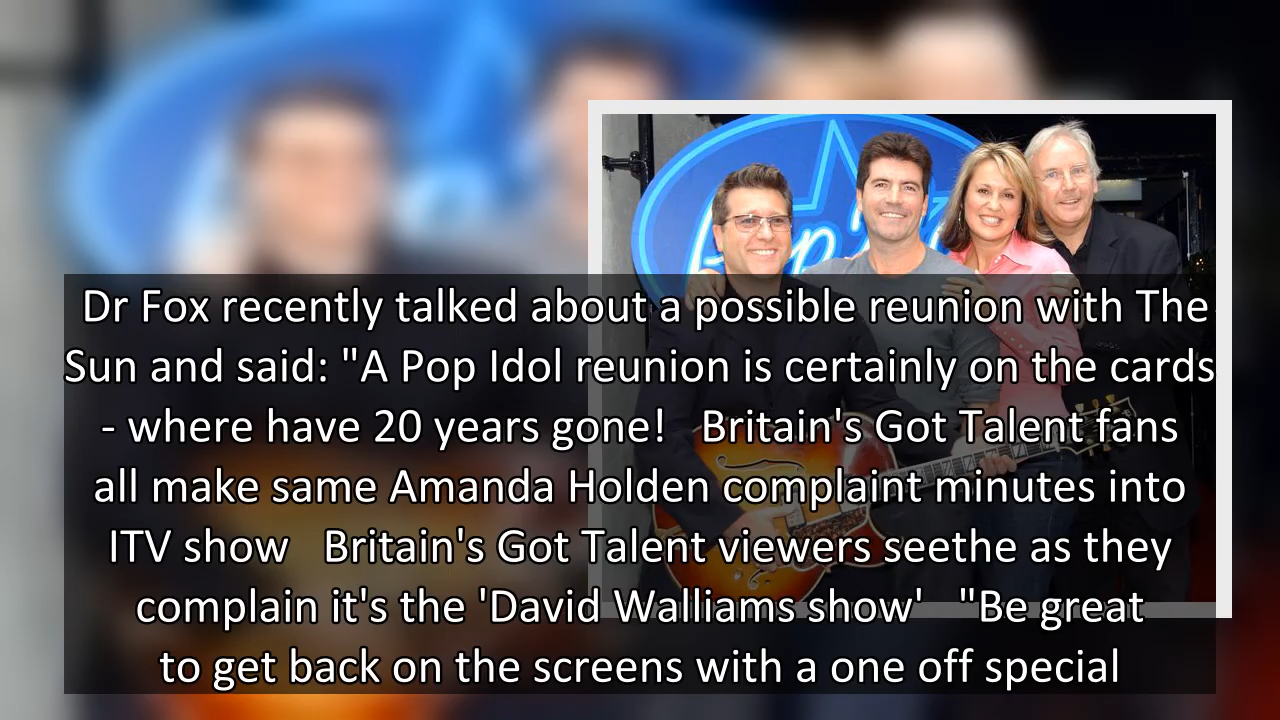 Pop
Dr Fox recently talked about a possible reunion with The
Sun and said: "A Pop Idol reunion is certainly on the cards
- where have 20 years gone!   Britain's Got Talent fans
all make same Amanda Holden complaint minutes into
ITV show   Britain's Got Talent viewers seethe as they
complain it's the 'David Walliams show'   "Be great
to get back on the screens with a one off special